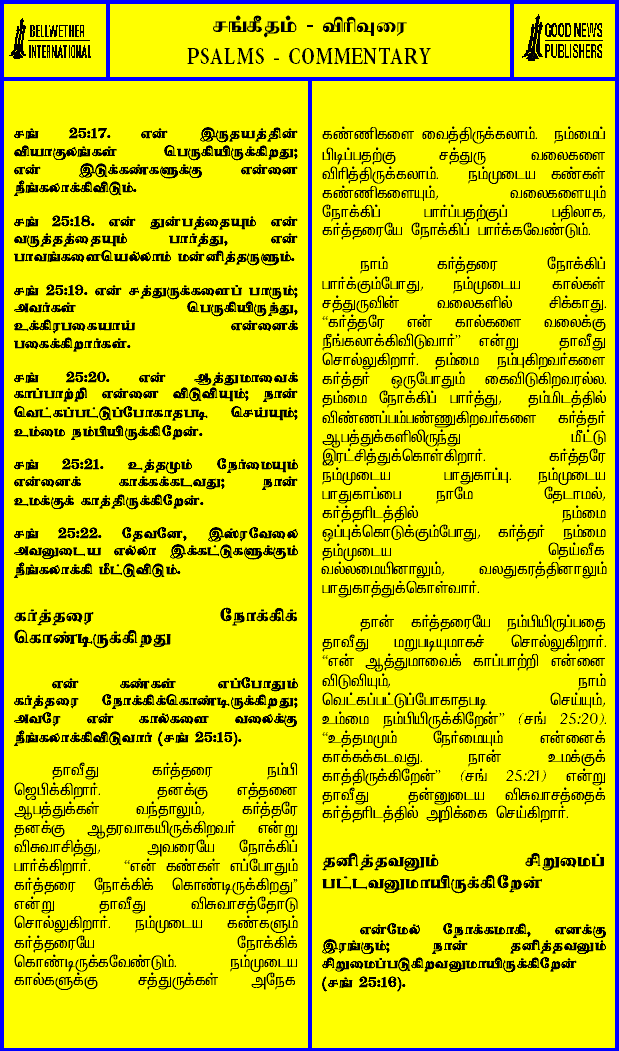 BELLWETHER
INTERNATIONAL
சங்கீதம் - விரிவுரை
PSALMS - COMMENTARY
GOOD NEWS
PUBLISHERS
சங் 25:17. என் இருதயத்தின்
வியாகுலங்கள் பெருகியிருக்கிறது;
என் இடுக்கண்களுக்கு என்னை
நீங்கலாக்கிவிடும்.
சங் 25:18. என் துன்பத்தையும் என்
வருத்தத்தையும் பார்த்து, என்
பாவங்களையெல்லாம் மன்னித்தருளும்.
சங் 25:19. என் சத்துருக்களைப் பாரும்;
அவர்கள் பெருகியிருந்து,
உக்கிரபகையாய் என்னைக்
பகைக்கிறார்கள்.
சங் 25:20. என் ஆத்துமாவைக்
காப்பாற்றி என்னை விடுவியும்; நான்
வெட்கப்பட்டுப்போகாதபடி செய்யும்;
உம்மை நம்பியிருக்கிறேன்.
சங் 25:21. உத்தமும் நேர்மையும்
என்னைக் காக்கக்கடவது; நான்
உமக்குக் காத்திருக்கிறேன்.
சங் 25:22. தேவனே, இஸ்ரவேலை
அவனுடைய எல்லா இக்கட்டுகளுக்கும்
நீங்கலாக்கி மீட்டுவிடும்.
கர்த்தரை நோக்கிக்
கொண்டிருக்கிறது
என் கண்கள் எப்போதும்
கர்த்தரை நோக்கிக்கொண்டிருக்கிறது;
அவரே என் கால்களை வலைக்கு
நீங்கலாக்கிவிடுவார் (சங் 25:15).
தாவீது கர்த்தரை நம்பி
ஜெபிக்கிறார். தனக்கு எத்தனை
ஆபத்துக்கள் வந்தாலும், கர்த்தரே
தனக்கு ஆதரவாகயிருக்கிறவர் என்று
விசுவாசித்து, அவரையே நோக்கிப்
பார்க்கிறார். “என் கண்கள் எப்போதும்
கர்த்தரை நோக்கிக் கொண்டிருக்கிறது”
என்று தாவீது விசுவாசத்தோடு
சொல்லுகிறார். நம்முடைய கண்களும்
கர்த்தரையே நோக்கிக்
கொண்டிருக்கவேண்டும். நம்முடைய
கால்களுக்கு சத்துருக்கள் அநேக
கண்ணிகளை வைத்திருக்கலாம். நம்மைப்
பிடிப்பதற்கு சத்துரு வலைகளை
விரித்திருக்கலாம். நம்முடைய கண்கள்
கண்ணிகளையும், வலைகளையும்
நோக்கிப் பார்ப்பதற்குப் பதிலாக,
கர்த்தரையே நோக்கிப் பார்க்கவேண்டும்.
நாம் கர்த்தரை நோக்கிப்
பார்க்கும்போது, நம்முடைய கால்கள்
சத்துருவின் வலைகளில் சிக்காது.
“கர்த்தரே என் கால்களை வலைக்கு
நீங்கலாக்கிவிடுவார்” என்று தாவீது
சொல்லுகிறார். தம்மை நம்புகிறவர்களை
கர்த்தர் ஒருபோதும் கைவிடுகிறவரல்ல.
தம்மை நோக்கிப் பார்த்து, தம்மிடத்தில்
விண்ணப்பம்பண்ணுகிறவர்களை கர்த்தர்
ஆபத்துக்களிலிருந்து மீட்டு
இரட்சித்துக்கொள்கிறார். கர்த்தரே
நம்முடைய பாதுகாப்பு. நம்முடைய
பாதுகாப்பை நாமே தேடாமல்,
கர்த்தரிடத்தில் நம்மை
ஒப்புக்கொடுக்கும்போது, கர்த்தர் நம்மை
தம்முடைய தெய்வீக
வல்லமையினாலும், வலதுகரத்தினாலும்
பாதுகாத்துக்கொள்வார்.
தான் கர்த்தரையே நம்பியிருப்பதை
தாவீது மறுபடியுமாகச் சொல்லுகிறார்.
“என் ஆத்துமாவைக் காப்பாற்றி என்னை
விடுவியும், நாம்
வெட்கப்பட்டுப்போகாதபடி செய்யும்,
உம்மை நம்பியிருக்கிறேன்” (சங் 25:20).
“உத்தமமும் நேர்மையும் என்னைக்
காக்கக்கடவது. நான் உமக்குக்
காத்திருக்கிறேன்” (சங் 25:21) என்று
தாவீது தன்னுடைய விசுவாசத்தைக்
கர்த்தரிடத்தில் அறிக்கை செய்கிறார்.
தனித்தவனும் சிறுமைப்
பட்டவனுமாயிருக்கிறேன்
என்மேல் நோக்கமாகி, எனக்கு
இரங்கும்; நான் தனித்தவனும்
சிறுமைப்படுகிறவனுமாயிருக்கிறேன்
(சங் 25:16).